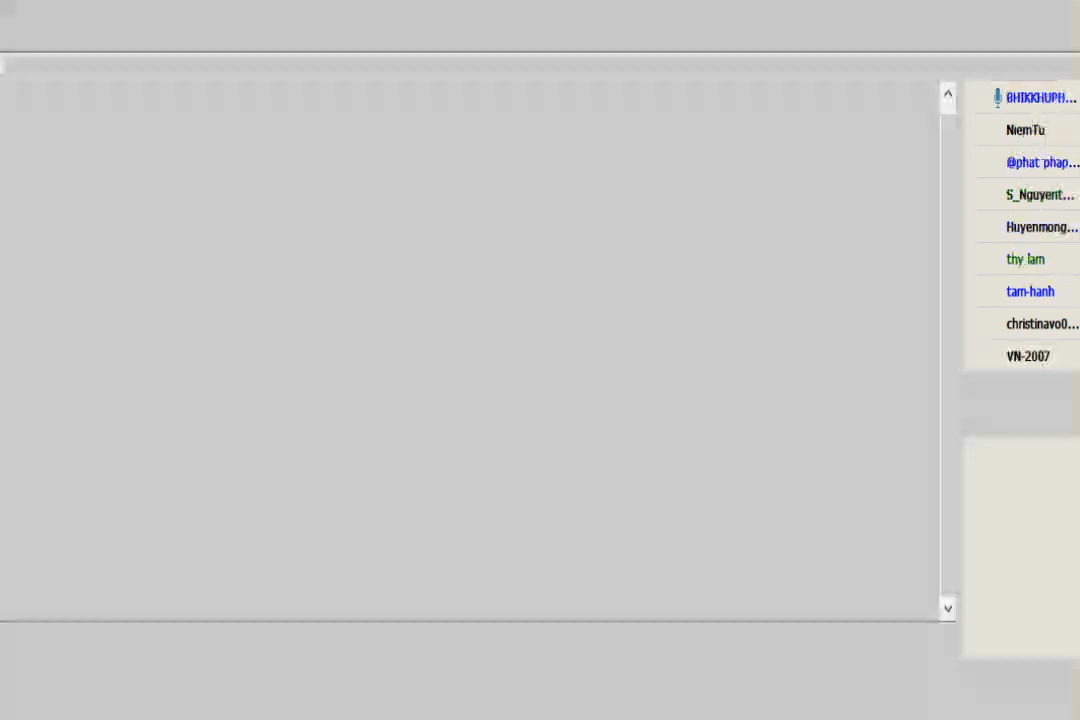 BHIKKHUPH...
NiemTu
@phat phap...
S_Nguyent...
Huyenmong...
thy lam
tam-hanh
christinavo0...
VN-2007